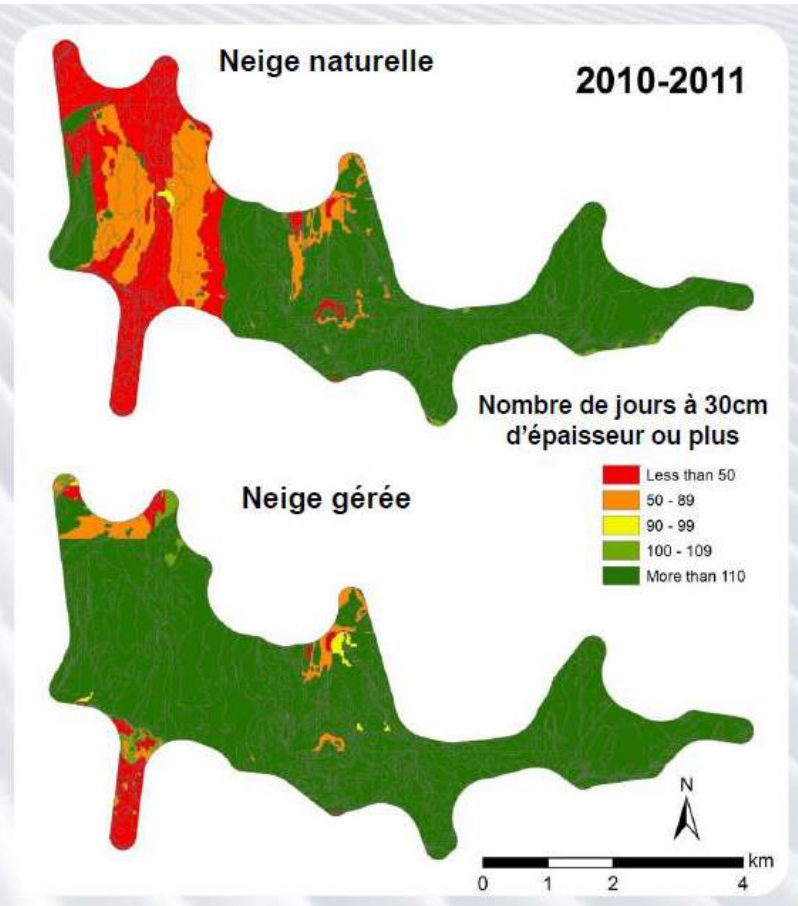 Neige naturelle
2010-2011
Nombre de jours à 30cm
d'épaisseur ou plus
Less than 50
50 - 89
90 - 99
100 - 109
More than 110
Neige gérée
N
km
0 1 2 4